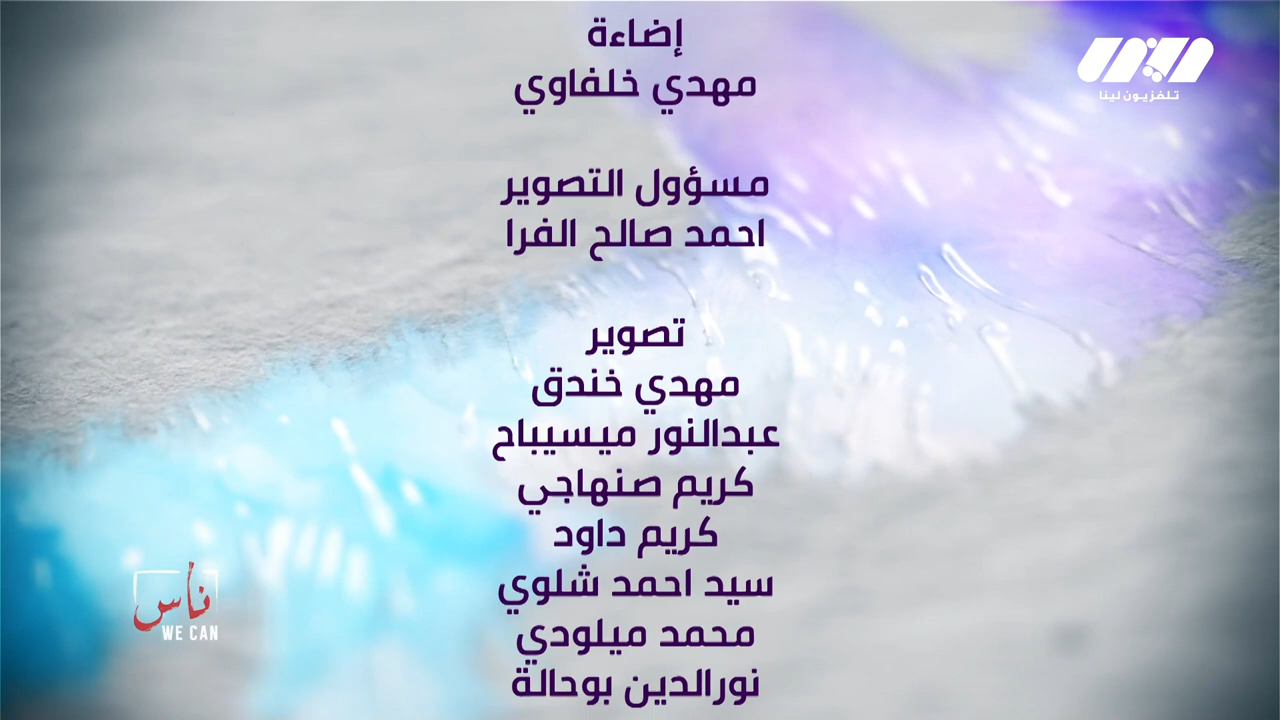 إضاءة
مهدي خلفاوي
مسؤول التصوير
احمد صالح الفرا
تصوير
مهدي خندق
عبدالنور ميسيباح
كريم صنهاجي
كريم داود
سيد احمد شلوي
محمد ميلودي
نورالدين بوحالة
تلفزيون لينا
ناس
WE CAN